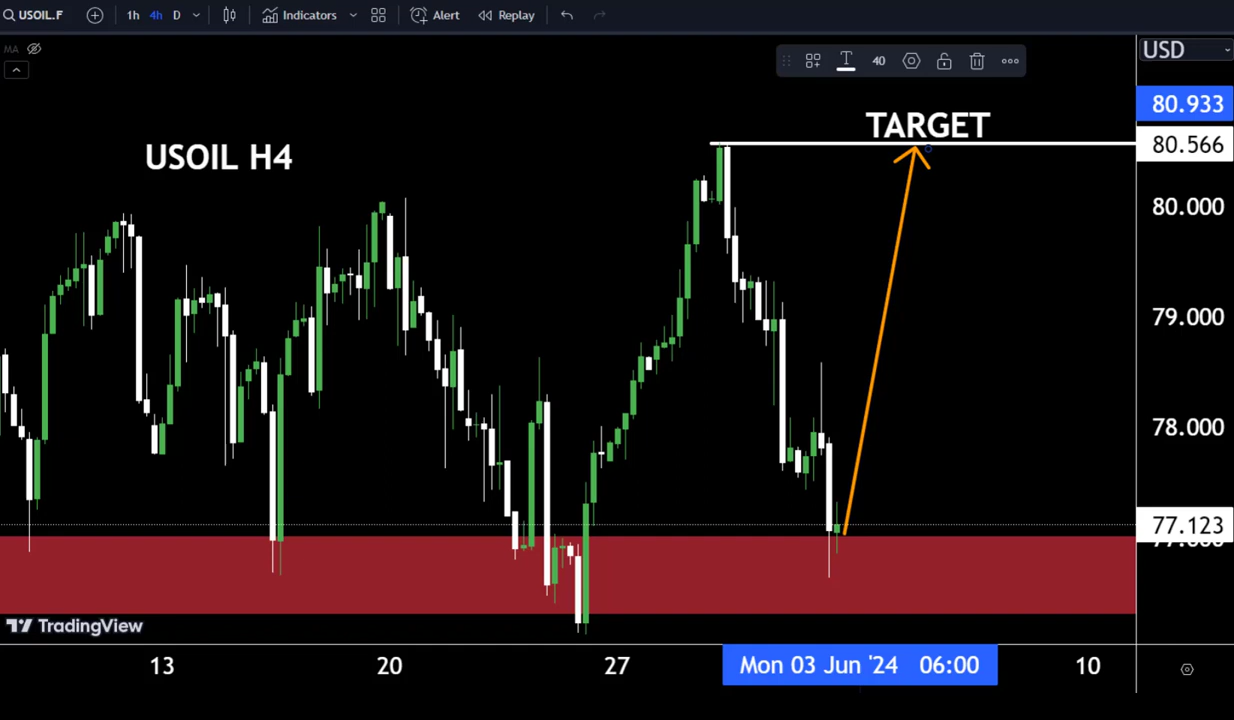 USOIL.F 1h 4h D Indicators Alert Replay
MA
USD
80.933
TARGET
80.566
USOIL H4
80.000
79.000
78.000
77.123
TradingView
13 20 27 Mon 03 Jun '24 06:00 10